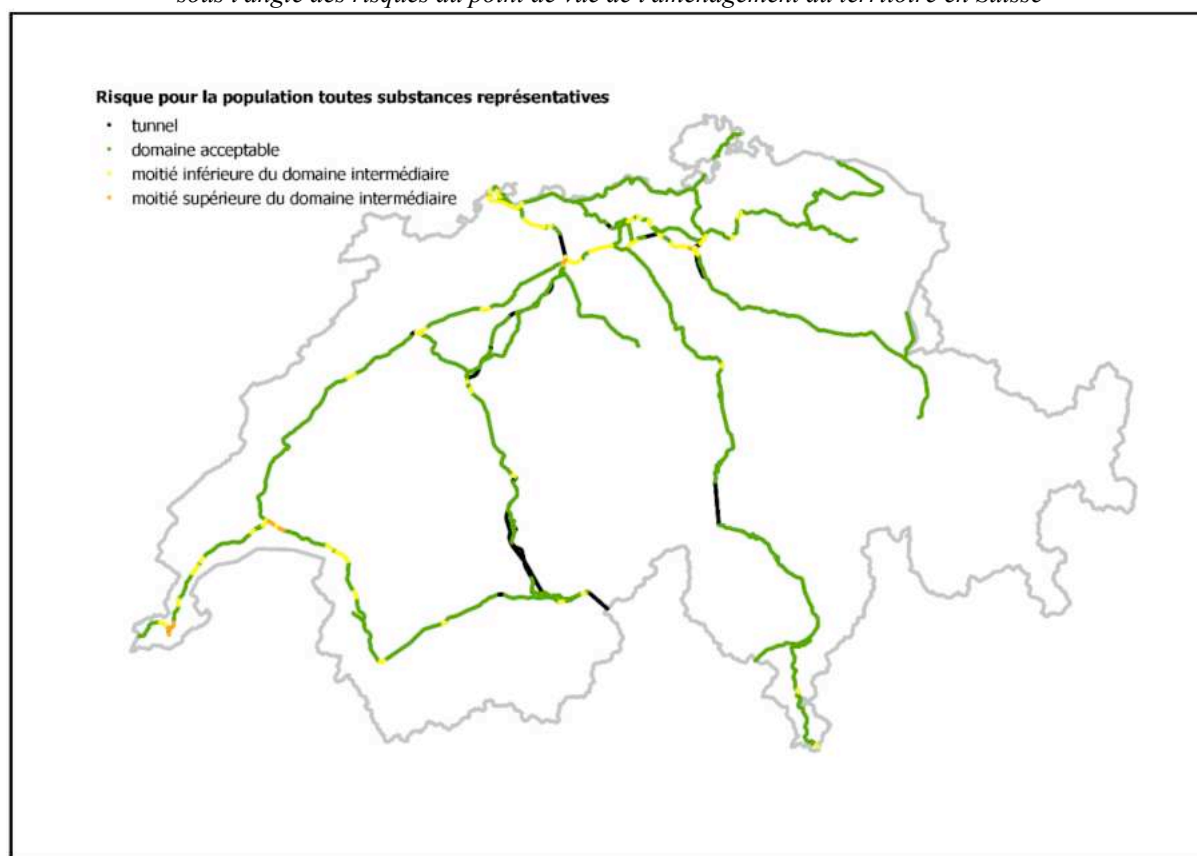 sous l'angle des risques du point de vue de l'aménagement du territoire en Suisse
Risque pour la population toutes substances représentatives
tunnel
domaine acceptable
moitié inférieure du domaine intermédiaire
moitié supérieure du domaine intermédiaire